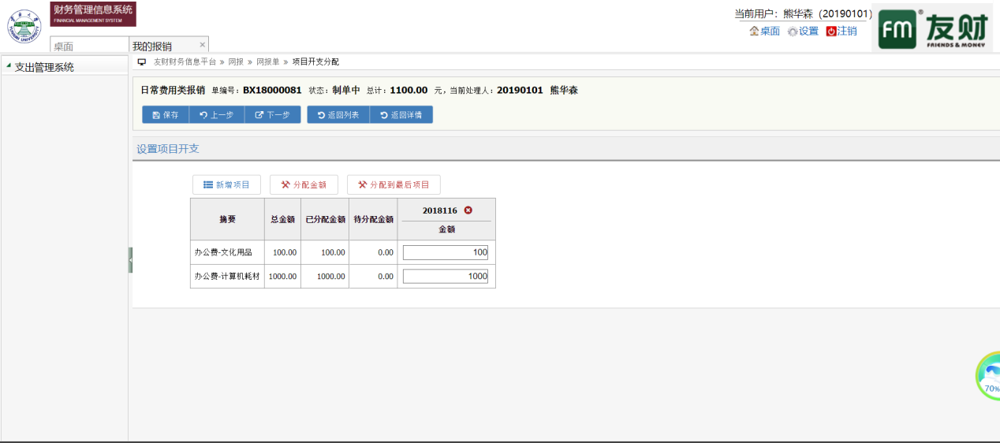 财务管理信息系统
FINANCIAL MANAGEMENT SYSTEM
当前用户：熊华森（20190101）
桌面 设置 注销
fm® 友财
FRIENDS & MONEY
桌面 我的报销 ×
支出管理系统
友财财务信息平台 » 网报 » 网报单 » 项目开支分配
日常费用类报销 单编号：BX18000081 状态：制单中 总计：1100.00 元，当前处理人：20190101 熊华森
保存 上一步 下一步 返回列表 返回详情
设置项目开支
新增项目 分配金额 分配到最后项目
摘要 总金额 已分配金额 待分配金额 2018116
金额
办公费-文化用品 100.00 100.00 0.00 100
办公费-计算机耗材 1000.00 1000.00 0.00 1000
70%